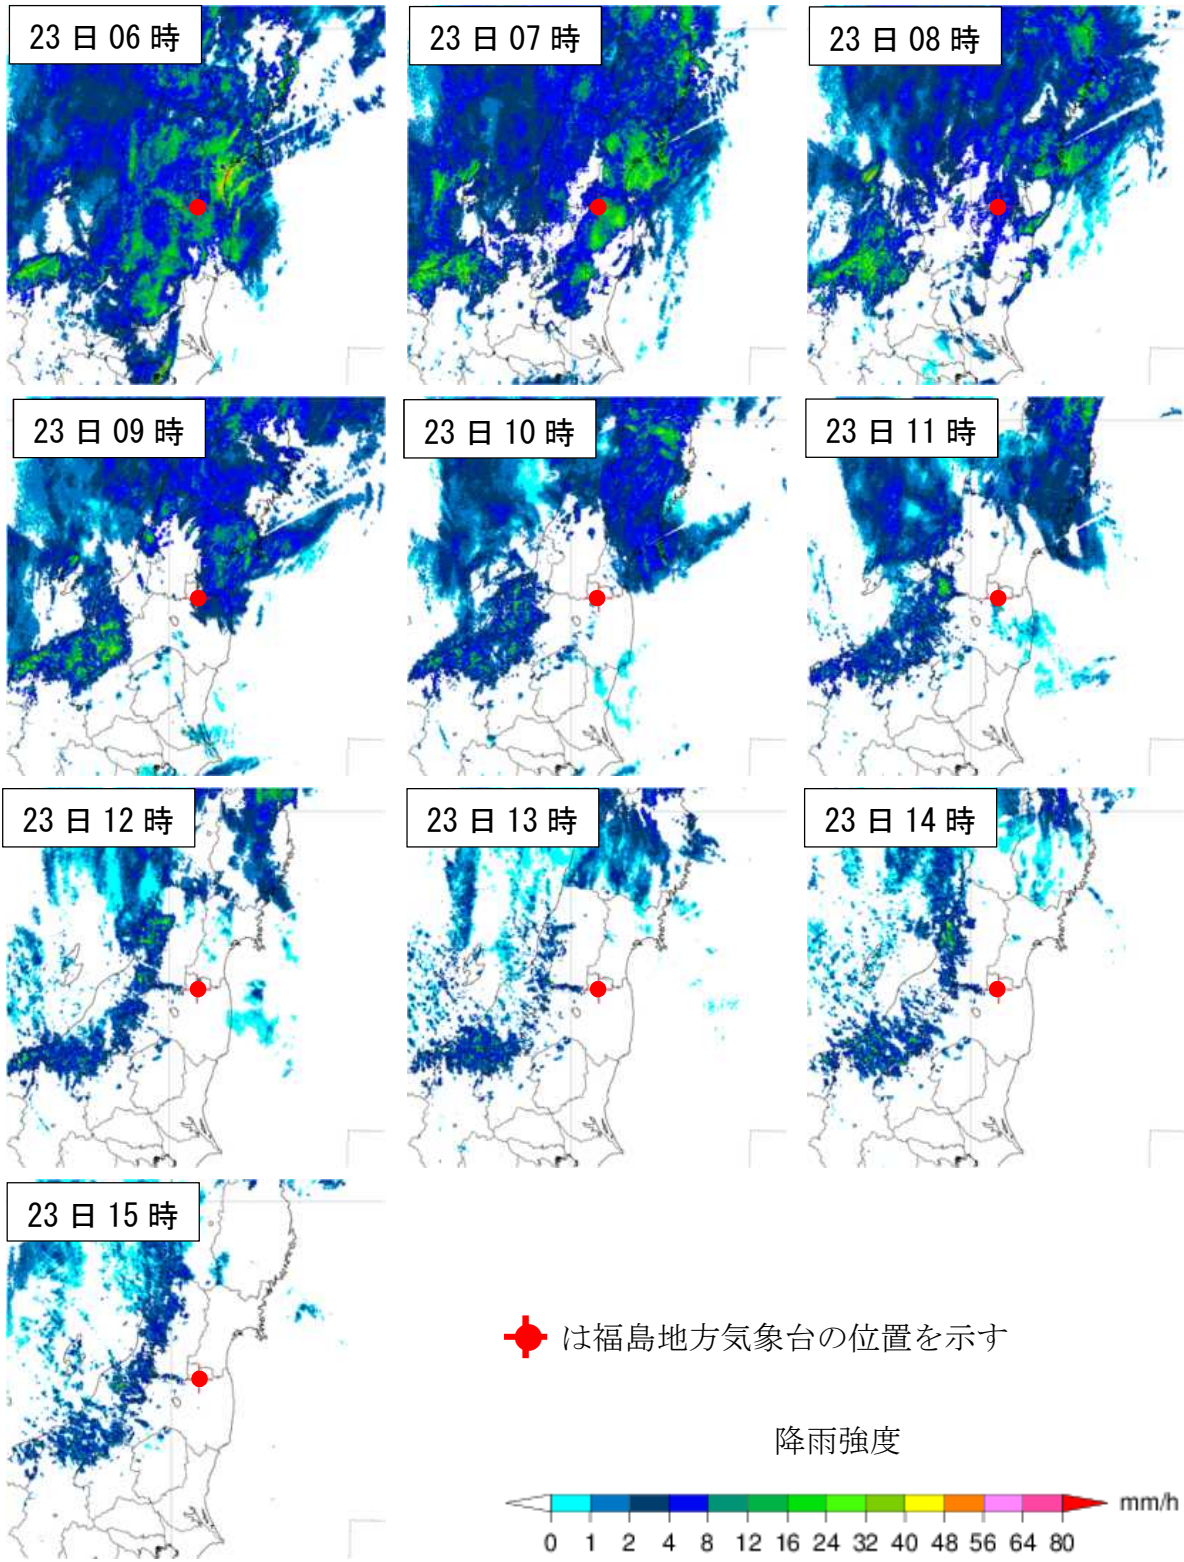 23 日 06 時
23 日 07 時
23 日 08 時
23 日 09 時
23 日 10 時
23 日 11 時
23 日 12 時
23 日 13 時
23 日 14 時
23 日 15 時
は福島地方気象台の位置を示す
降雨強度
mm/h
0 1 2 4 8 12 16 24 32 40 48 56 64 80